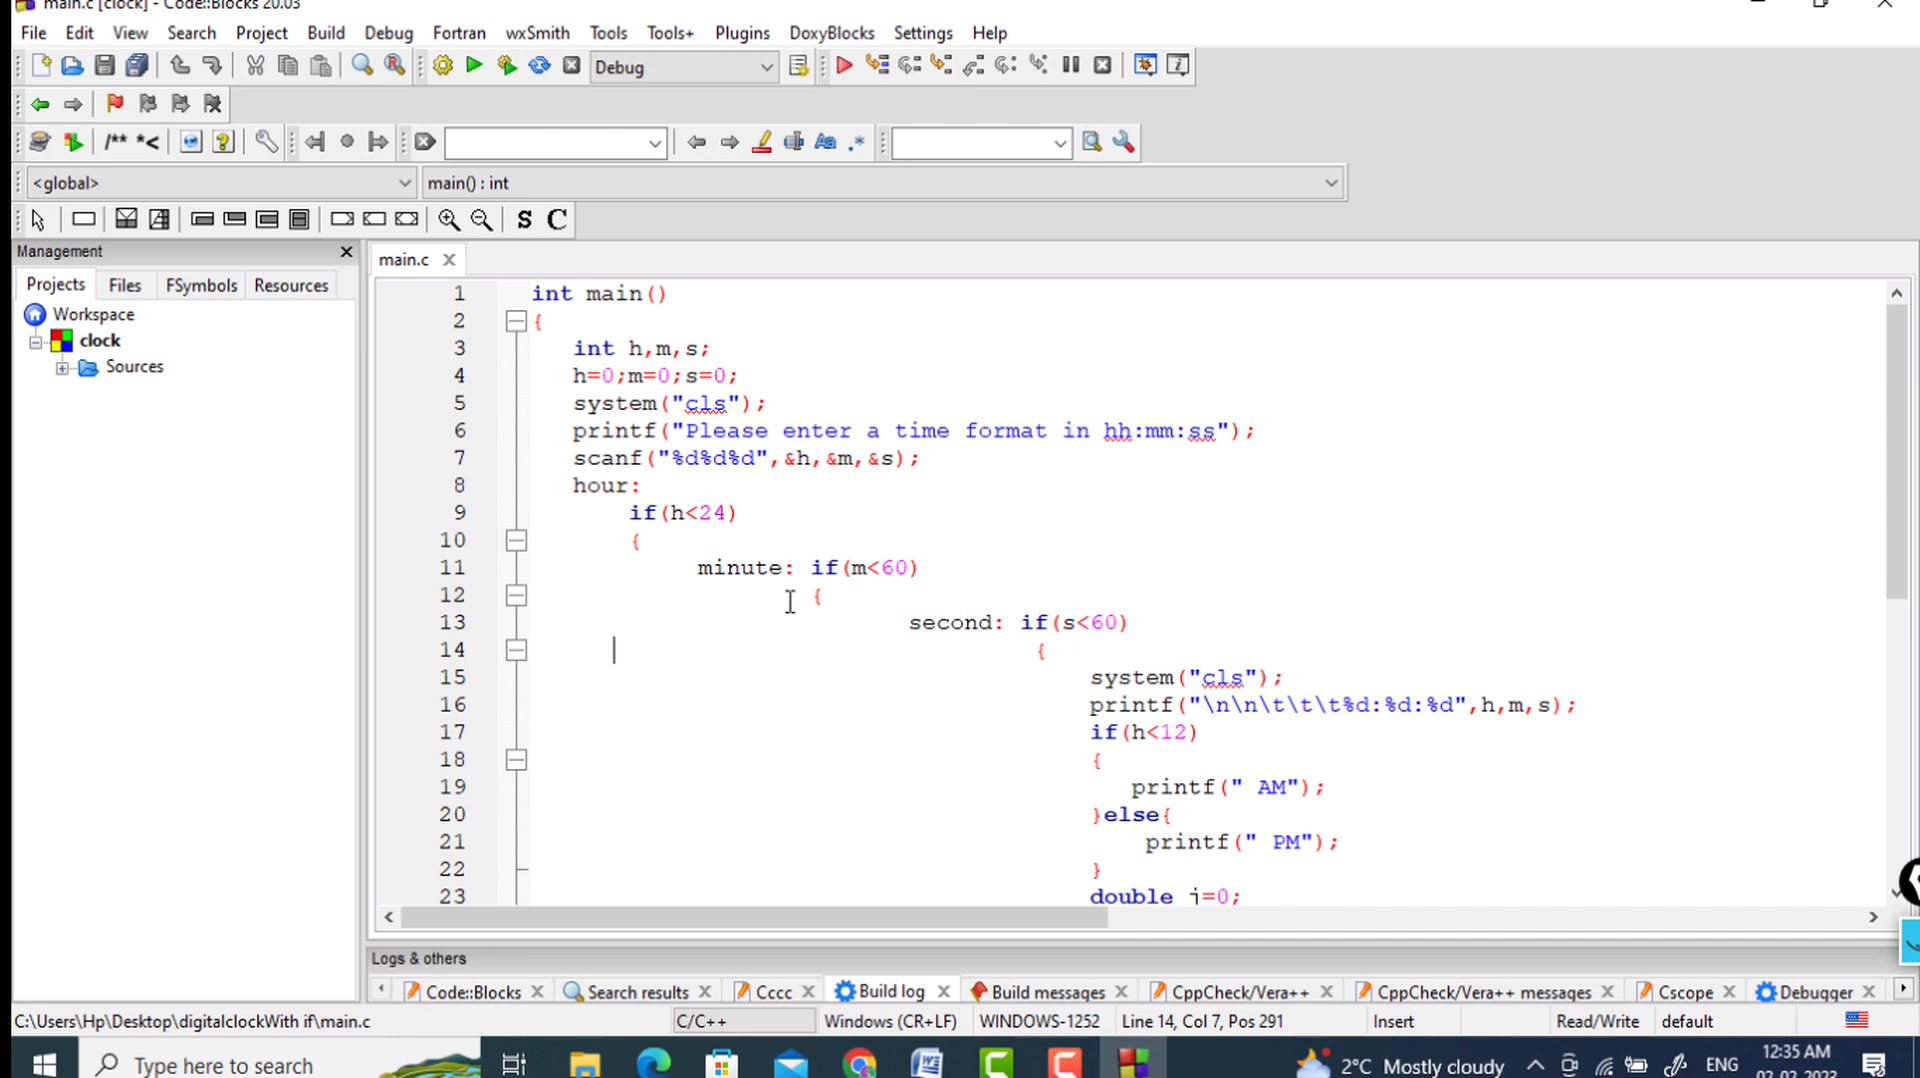 main.c [clock] - Code::Blocks 20.03
File Edit View Search Project Build Debug Fortran wxSmith Tools Tools+ Plugins DoxyBlocks Settings Help
Debug
/** *<
Aa .*
<global> main() : int
S C
Management
main.c
Projects Files FSymbols Resources
Workspace
clock
Sources
1 int main()
2 {
3 int h,m,s;
4 h=0;m=0;s=0;
5 system("cls");
6 printf("Please enter a time format in hh:mm:ss");
7 scanf("%d%d%d",&h,&m,&s);
8 hour:
9 if(h<24)
10 {
11 minute: if(m<60)
12 {
13 second: if(s<60)
14 {
15 system("cls");
16 printf("\n\n\t\t\t%d:%d:%d",h,m,s);
17 if(h<12)
18 {
19 printf(" AM");
20 }else{
21 printf(" PM");
22 }
23 double j=0;
Logs & others
Code::Blocks Search results Cccc Build log Build messages CppCheck/Vera++ CppCheck/Vera++ messages Cscope Debugger
C:\Users\Hp\Desktop\digitalclockWith if\main.c C/C++ Windows (CR+LF) WINDOWS-1252 Line 14, Col 7, Pos 291 Insert Read/Write default
Type here to search 2°C Mostly cloudy ENG 12:35 AM